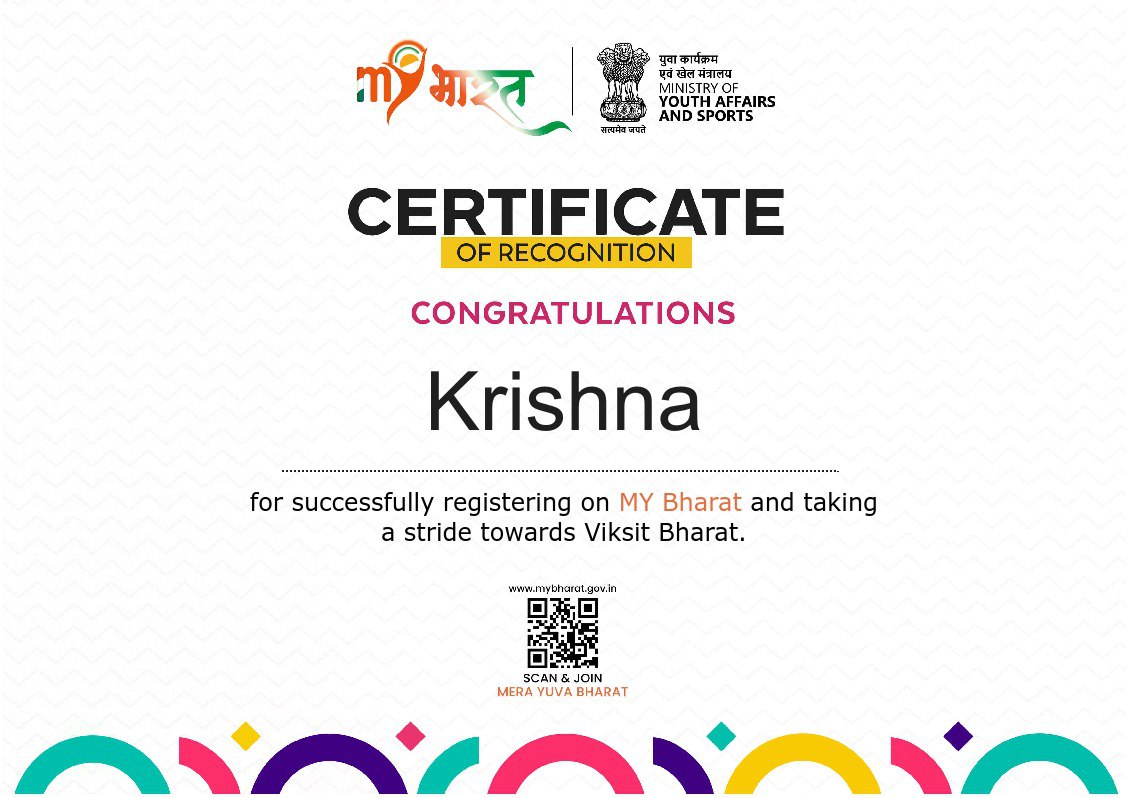 my भारत
युवा कार्यक्रम
एवं खेल मंत्रालय
MINISTRY OF
YOUTH AFFAIRS
AND SPORTS
सत्यमेव जयते
CERTIFICATE
OF RECOGNITION
CONGRATULATIONS
Krishna
for successfully registering on MY Bharat and taking
a stride towards Viksit Bharat.
www.mybharat.gov.in
SCAN & JOIN
MERA YUVA BHARAT